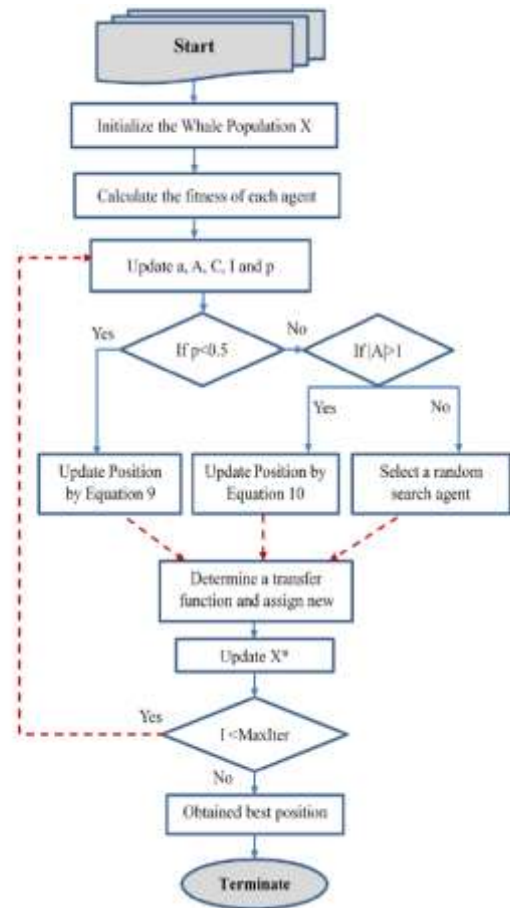 Start
Initialize the Whale Population X
Calculate the fitness of each agent
Update a, A, C, I and p
Yes
No
If p<0.5
If |A|>1
Yes
No
Update Position
by Equation 9
Update Position by
Equation 10
Select a random
search agent
Determine a transfer
function and assign new
Update X*
Yes
I <MaxIter
No
Obtained best position
Terminate